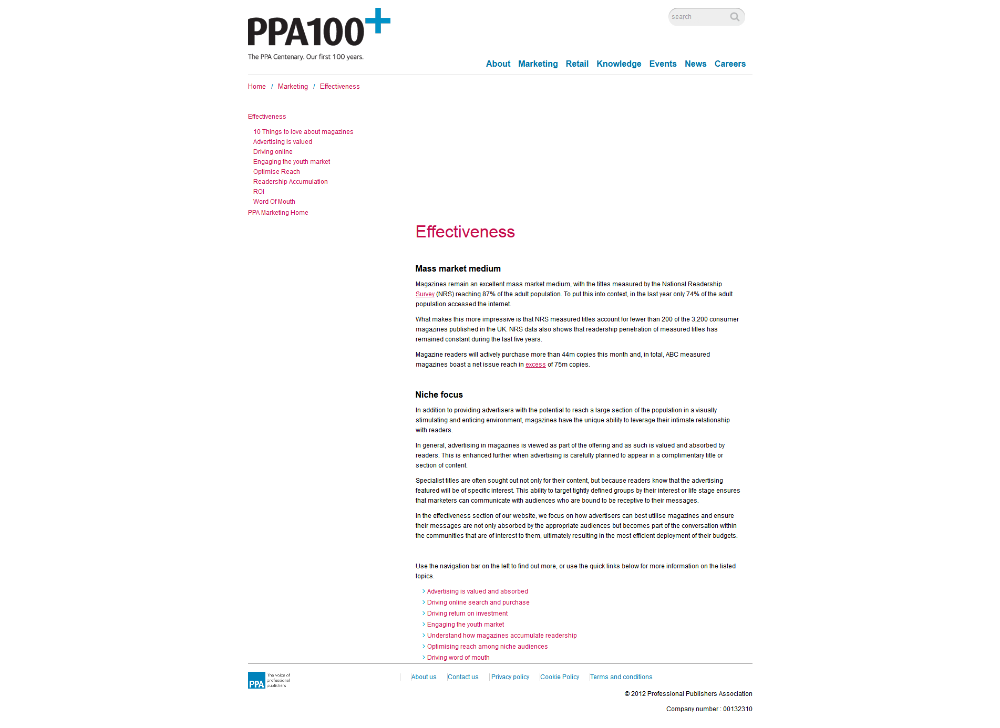 PPA100+
search
The PPA Centenary. Our first 100 years.
About Marketing Retail Knowledge Events News Careers
Home / Marketing / Effectiveness
Effectiveness
10 Things to love about magazines
Advertising is valued
Driving online
Engaging the youth market
Optimise Reach
Readership Accumulation
ROI
Word Of Mouth
PPA Marketing Home
Effectiveness
Mass market medium
Magazines remain an excellent mass market medium, with the titles measured by the National Readership
Survey (NRS) reaching 87% of the adult population. To put this into context, in the last year only 74% of the adult
population accessed the internet.
What makes this more impressive is that NRS measured titles account for fewer than 200 of the 3,200 consumer
magazines published in the UK. NRS data also shows that readership penetration of measured titles has
remained constant during the last five years.
Magazine readers will actively purchase more than 44m copies this month and, in total, ABC measured
magazines boast a net issue reach in excess of 75m copies.
Niche focus
In addition to providing advertisers with the potential to reach a large section of the population in a visually
stimulating and enticing environment, magazines have the unique ability to leverage their intimate relationship
with readers.
In general, advertising in magazines is viewed as part of the offering and as such is valued and absorbed by
readers. This is enhanced further when advertising is carefully planned to appear in a complimentary title or
section of content.
Specialist titles are often sought out not only for their content, but because readers know that the advertising
featured will be of specific interest. This ability to target tightly defined groups by their interest or life stage ensures
that marketers can communicate with audiences who are bound to be receptive to their messages.
In the effectiveness section of our website, we focus on how advertisers can best utilise magazines and ensure
their messages are not only absorbed by the appropriate audiences but becomes part of the conversation within
the communities that are of interest to them, ultimately resulting in the most efficient deployment of their budgets.
Use the navigation bar on the left to find out more, or use the quick links below for more information on the listed
topics.
Advertising is valued and absorbed
Driving online search and purchase
Driving return on investment
Engaging the youth market
Understand how magazines accumulate readership
Optimising reach among niche audiences
Driving word of mouth
PPA
The voice of
professional
publishers
About us Contact us Privacy policy Cookie Policy Terms and conditions
© 2012 Professional Publishers Association
Company number : 00132310